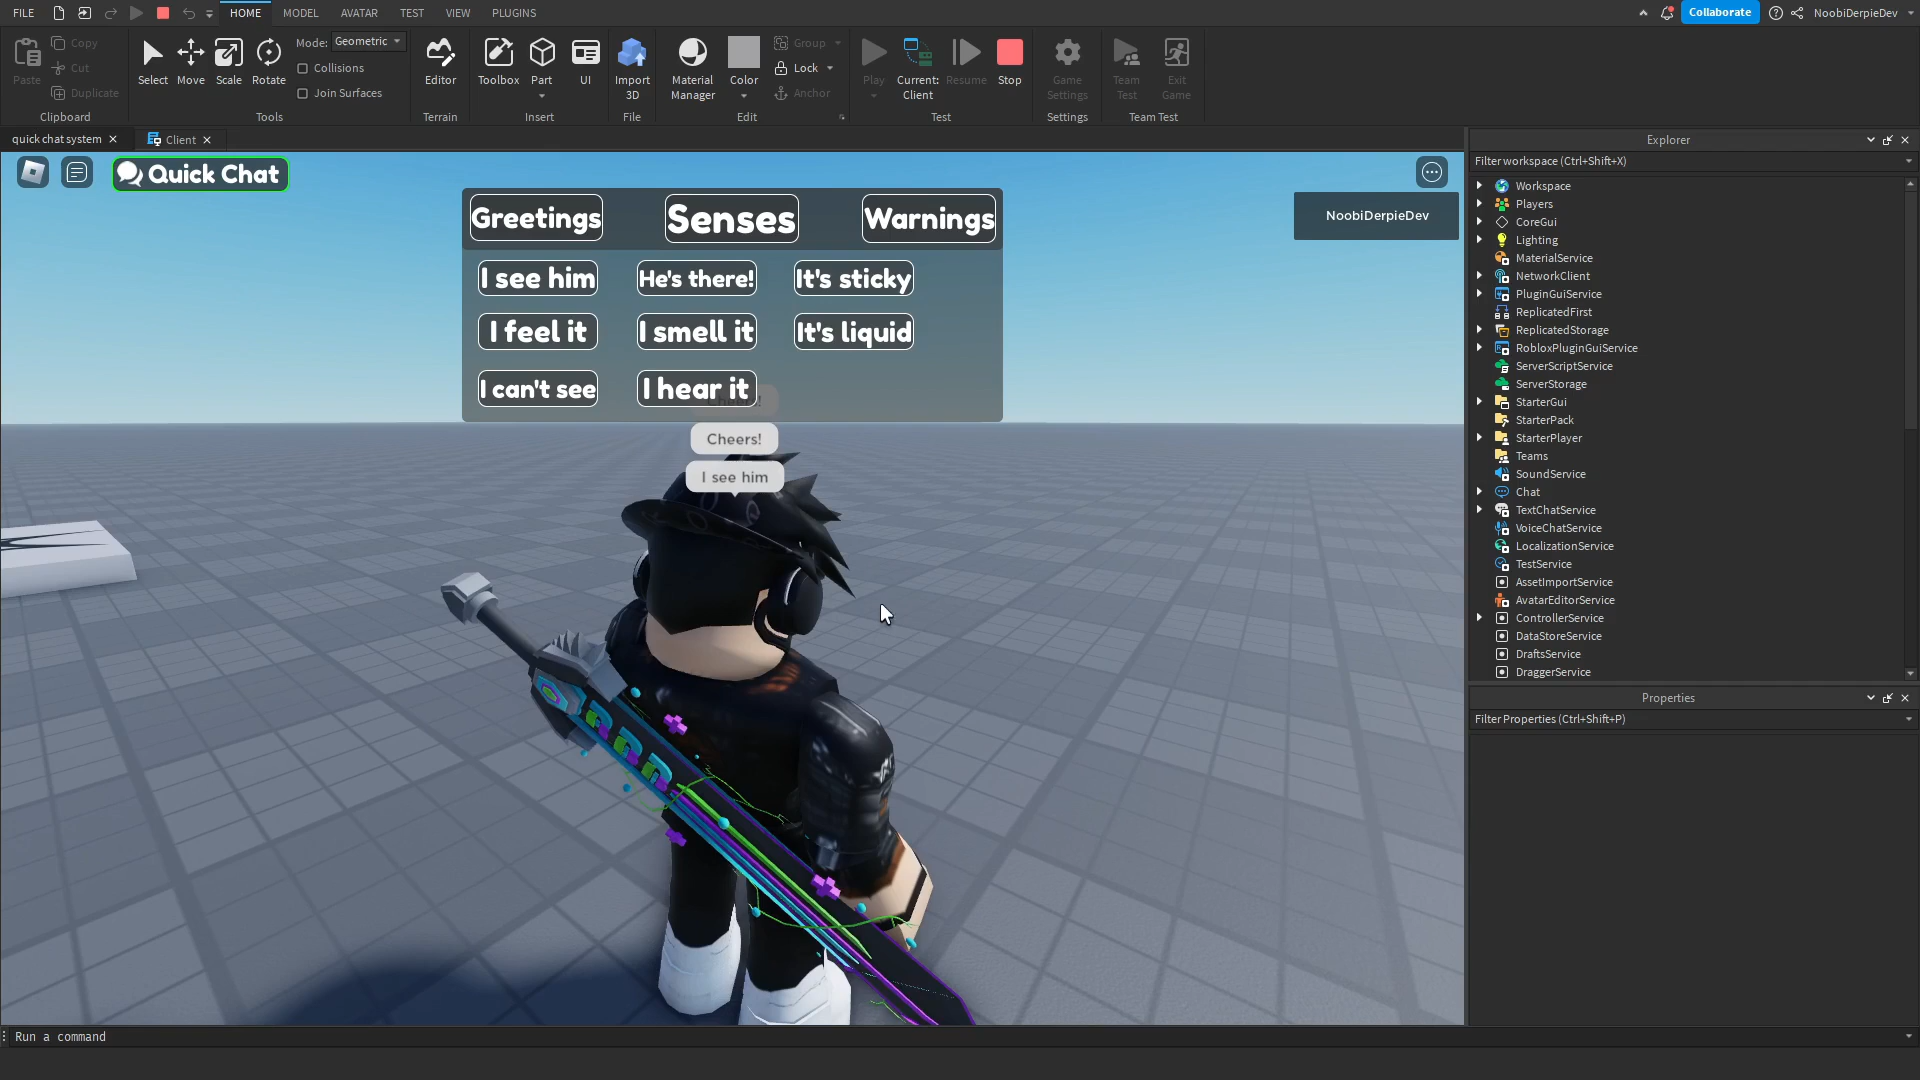 FILE HOME MODEL AVATAR TEST VIEW PLUGINS Collaborate NoobiDerpieDev
Paste Copy Cut Duplicate Clipboard
Select Move Scale Rotate Mode: Geometric Collisions Join Surfaces Tools
Editor Terrain
Toolbox Part UI Insert
Import 3D File
Material Manager Color Group Lock Anchor Edit
Play Current: Client Resume Stop Test
Game Settings Settings
Team Test Exit Game Team Test
quick chat system Client
Quick Chat
Greetings Senses Warnings
I see him He's there! It's sticky
I feel it I smell it It's liquid
I can't see I hear it
Cheers!
Cheers!
I see him
NoobiDerpieDev
Explorer
Filter workspace (Ctrl+Shift+X)
Workspace
Players
CoreGui
Lighting
MaterialService
NetworkClient
PluginGuiService
ReplicatedFirst
ReplicatedStorage
RobloxPluginGuiService
ServerScriptService
ServerStorage
StarterGui
StarterPack
StarterPlayer
Teams
SoundService
Chat
TextChatService
VoiceChatService
LocalizationService
TestService
AssetImportService
AvatarEditorService
ControllerService
DataStoreService
DraftsService
DraggerService
Properties
Filter Properties (Ctrl+Shift+P)
Run a command